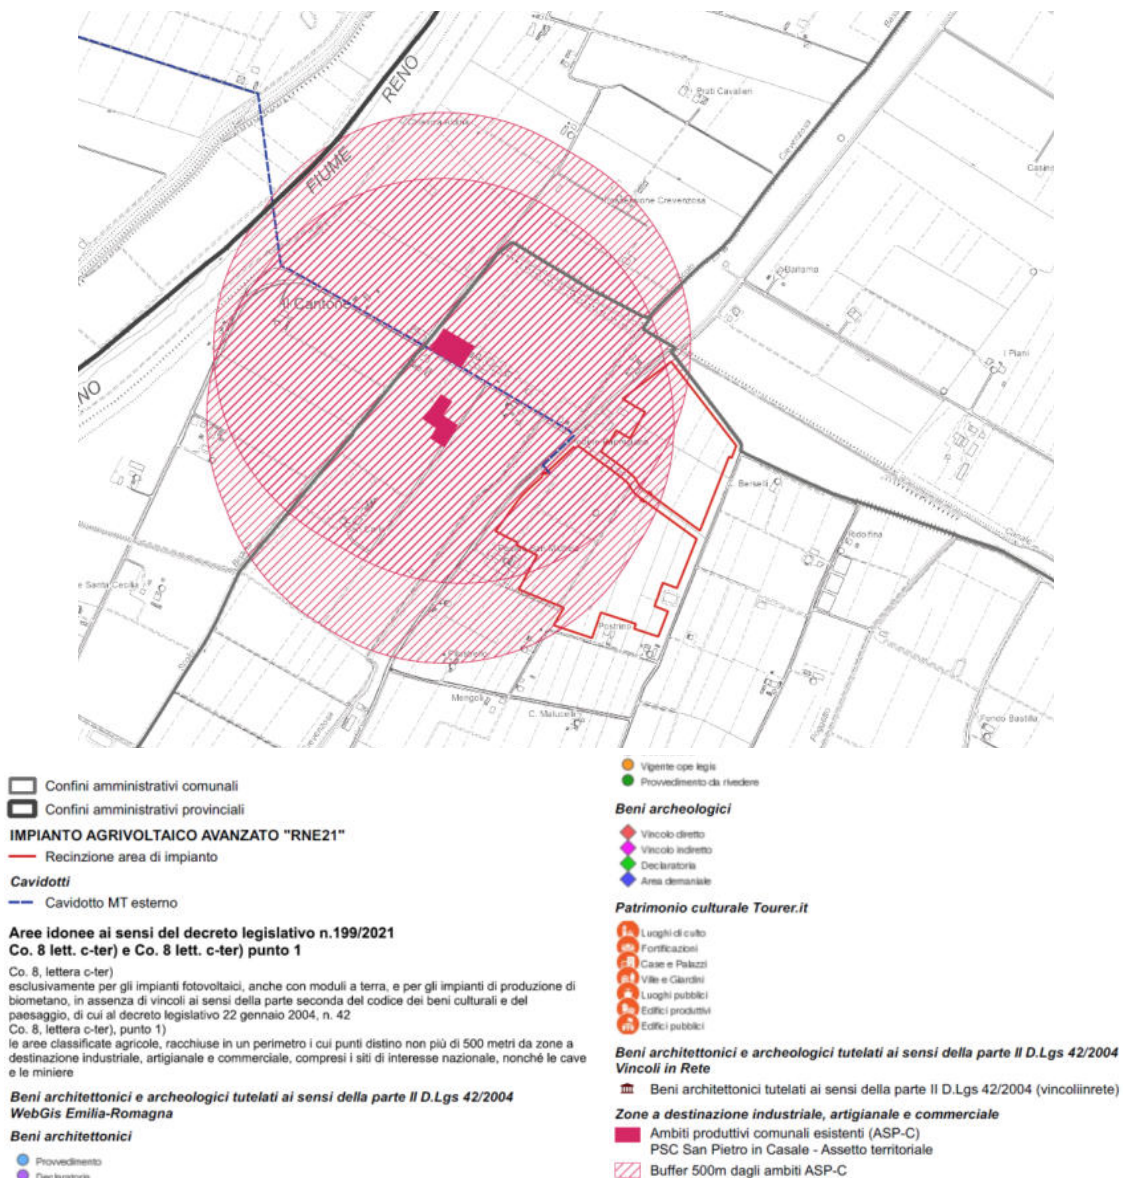 RENO
Prati Cavalieri
Crevenzosa
FIUME
Possessione Crevenzosa
Barrama
Il Cantone
I Piani
NO
Berselli
Rodolfina
Canale
Santa Cecilia
Postrino
Mengoli
C. Malucelli
Fondo Bastilla
Confini amministrativi comunali
Confini amministrativi provinciali
IMPIANTO AGRIVOLTAICO AVANZATO "RNE21"
Recinzione area di impianto
Cavidotti
Cavidotto MT esterno
Aree idonee ai sensi del decreto legislativo n.199/2021
Co. 8 lett. c-ter) e Co. 8 lett. c-ter) punto 1
Co. 8, lettera c-ter)
esclusivamente per gli impianti fotovoltaici, anche con moduli a terra, e per gli impianti di produzione di
biometano, in assenza di vincoli ai sensi della parte seconda del codice dei beni culturali e del
paesaggio, di cui al decreto legislativo 22 gennaio 2004, n. 42
Co. 8, lettera c-ter), punto 1)
le aree classificate agricole, racchiuse in un perimetro i cui punti distino non più di 500 metri da zone a
destinazione industriale, artigianale e commerciale, compresi i siti di interesse nazionale, nonché le cave
e le miniere
Beni architettonici e archeologici tutelati ai sensi della parte II D.Lgs 42/2004
WebGis Emilia-Romagna
Beni architettonici
Provvedimento
Declaratoria
Vigente ope legis
Provvedimento da rivedere
Beni archeologici
Vincolo diretto
Vincolo indiretto
Declaratoria
Area demaniale
Patrimonio culturale Tourer.it
Luoghi di culto
Fortificazioni
Case e Palazzi
Ville e Giardini
Luoghi pubblici
Edifici produttivi
Edifici pubblici
Beni architettonici e archeologici tutelati ai sensi della parte II D.Lgs 42/2004
Vincoli in Rete
Beni architettonici tutelati ai sensi della parte II D.Lgs 42/2004 (vincoliinrete)
Zone a destinazione industriale, artigianale e commerciale
Ambiti produttivi comunali esistenti (ASP-C)
PSC San Pietro in Casale - Assetto territoriale
Buffer 500m dagli ambiti ASP-C